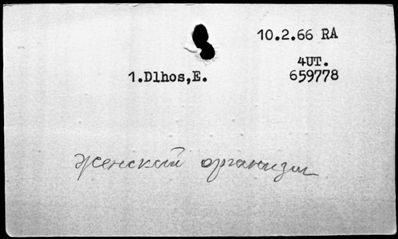 10.2.66 RA
4UT.
1.Dlhos,E. 659778
женский организм